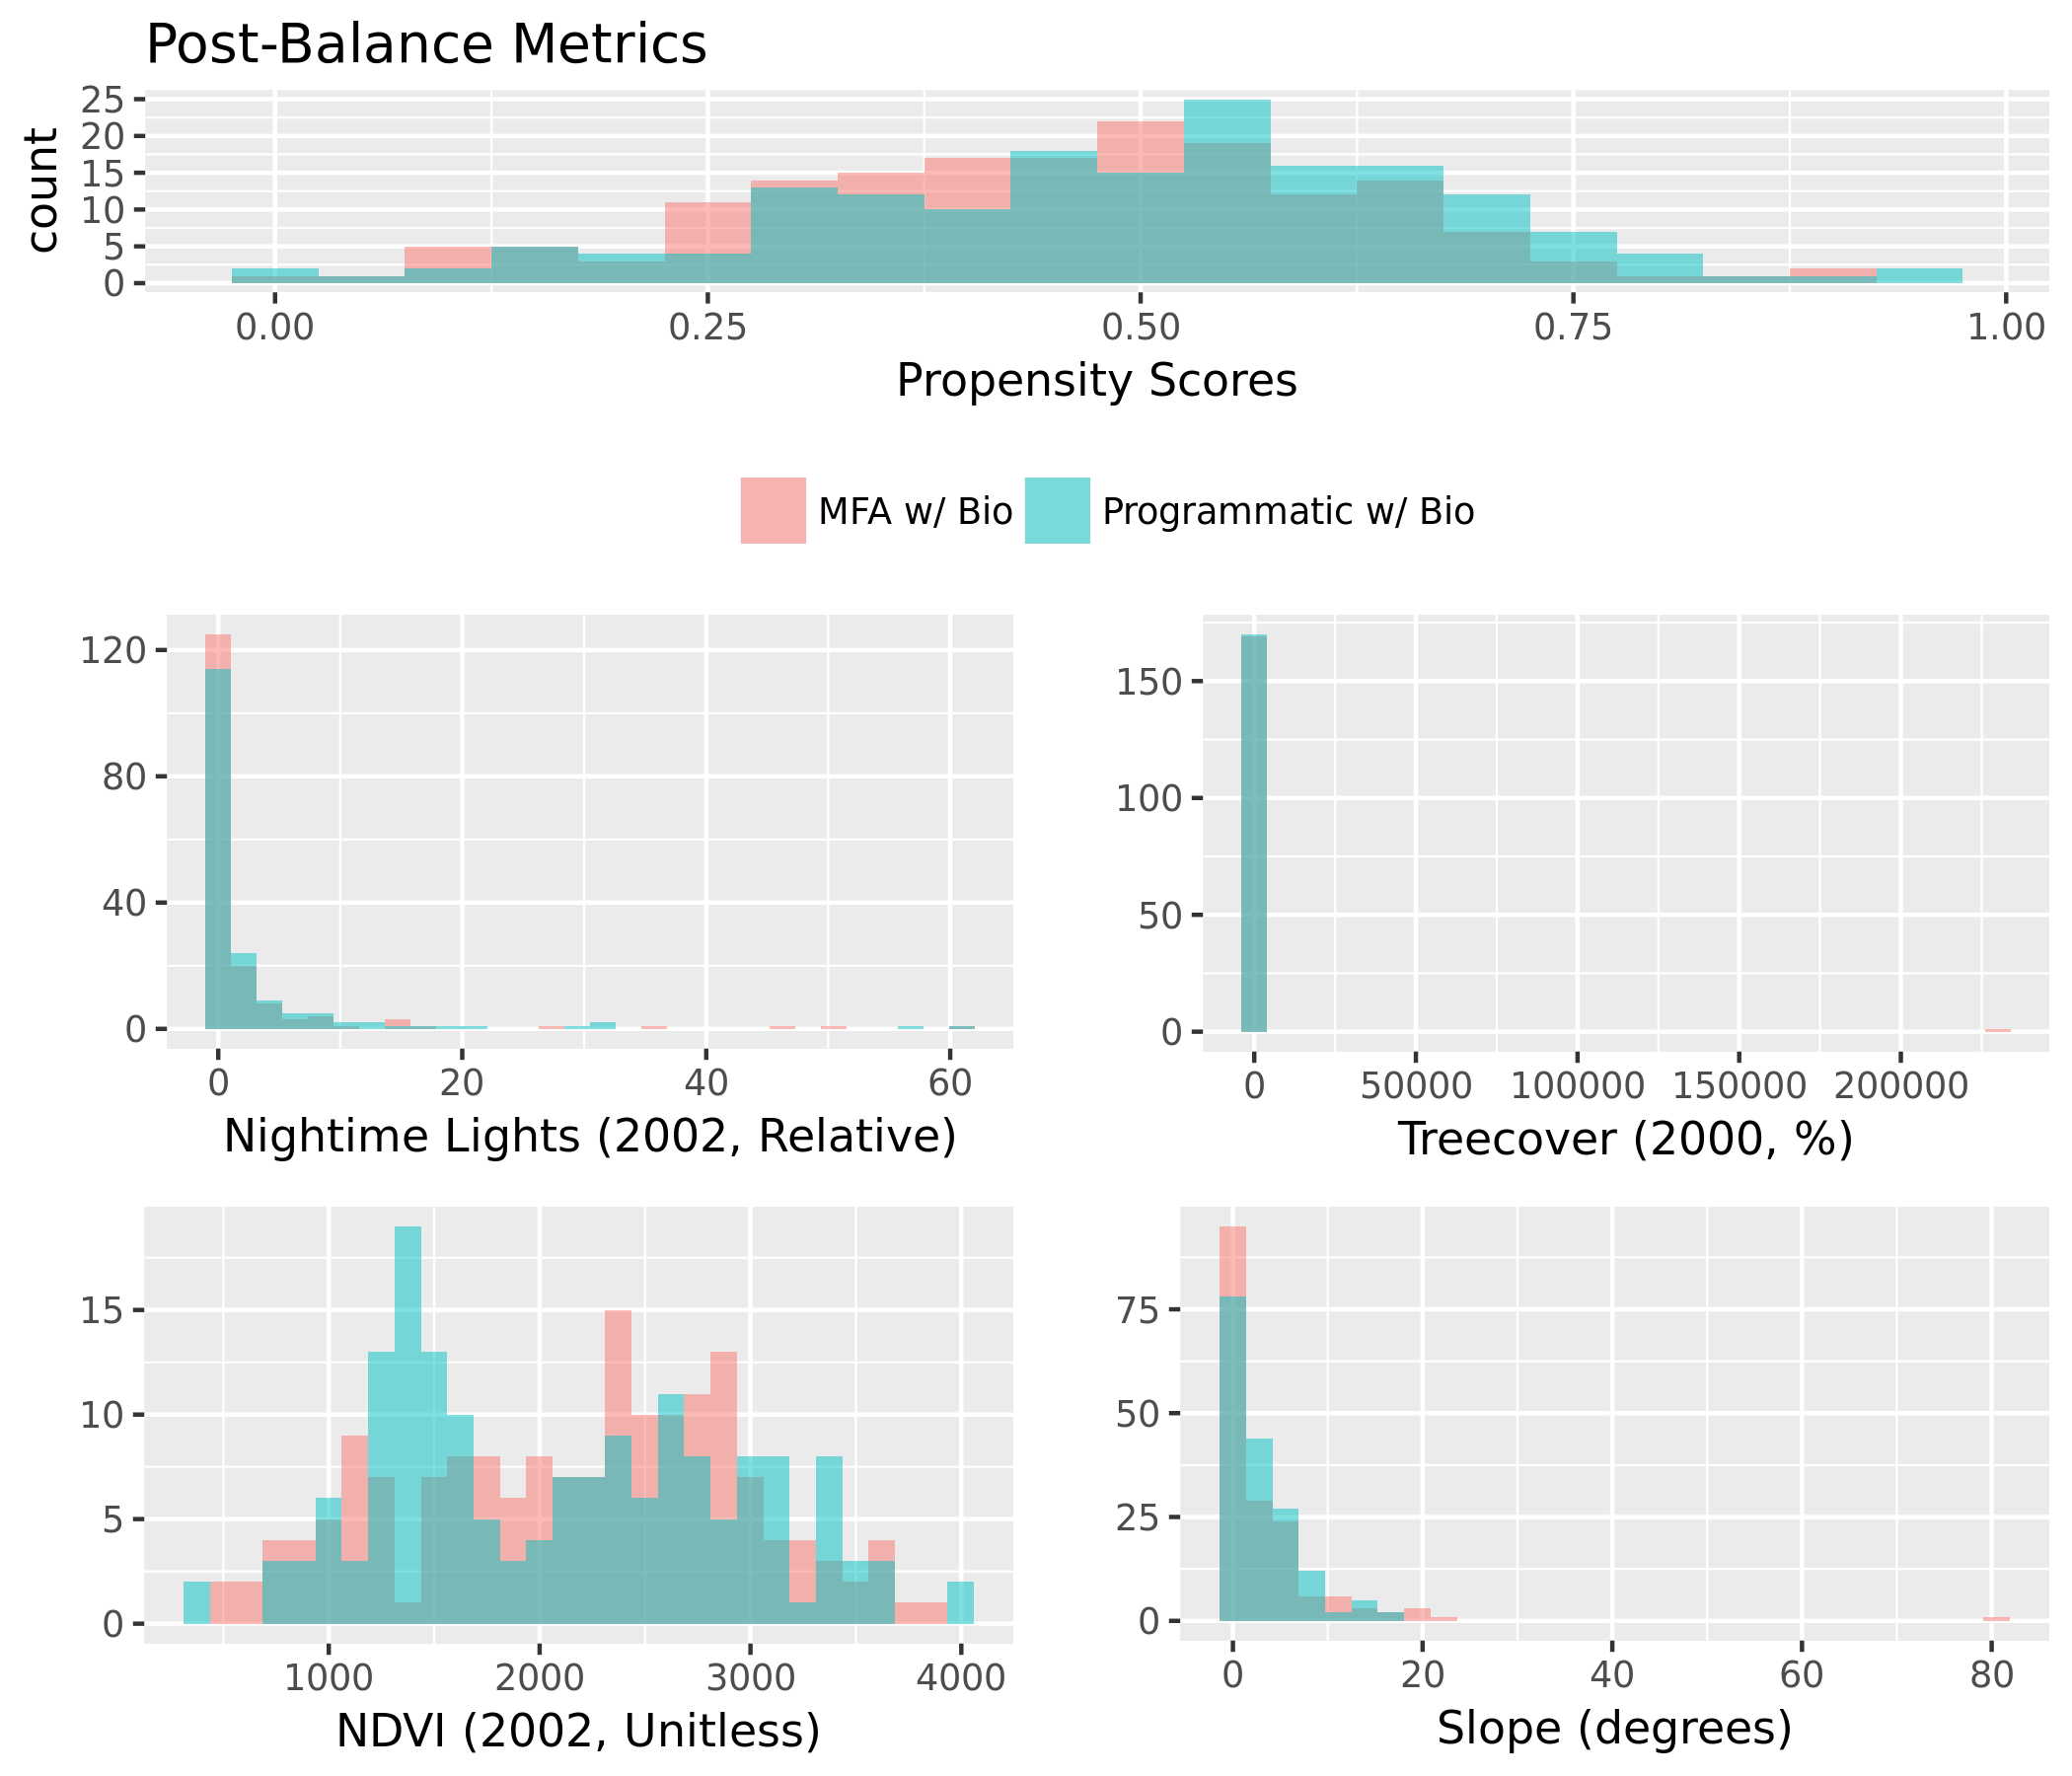 Post-Balance Metrics
count
25
20
15
10
5
0
0.00 0.25 0.50 0.75 1.00
Propensity Scores
MFA w/ Bio Programmatic w/ Bio
120
80
40
0
0 20 40 60
Nightime Lights (2002, Relative)
150
100
50
0
0 50000 100000 150000 200000
Treecover (2000, %)
15
10
5
0
1000 2000 3000 4000
NDVI (2002, Unitless)
75
50
25
0
0 20 40 60 80
Slope (degrees)